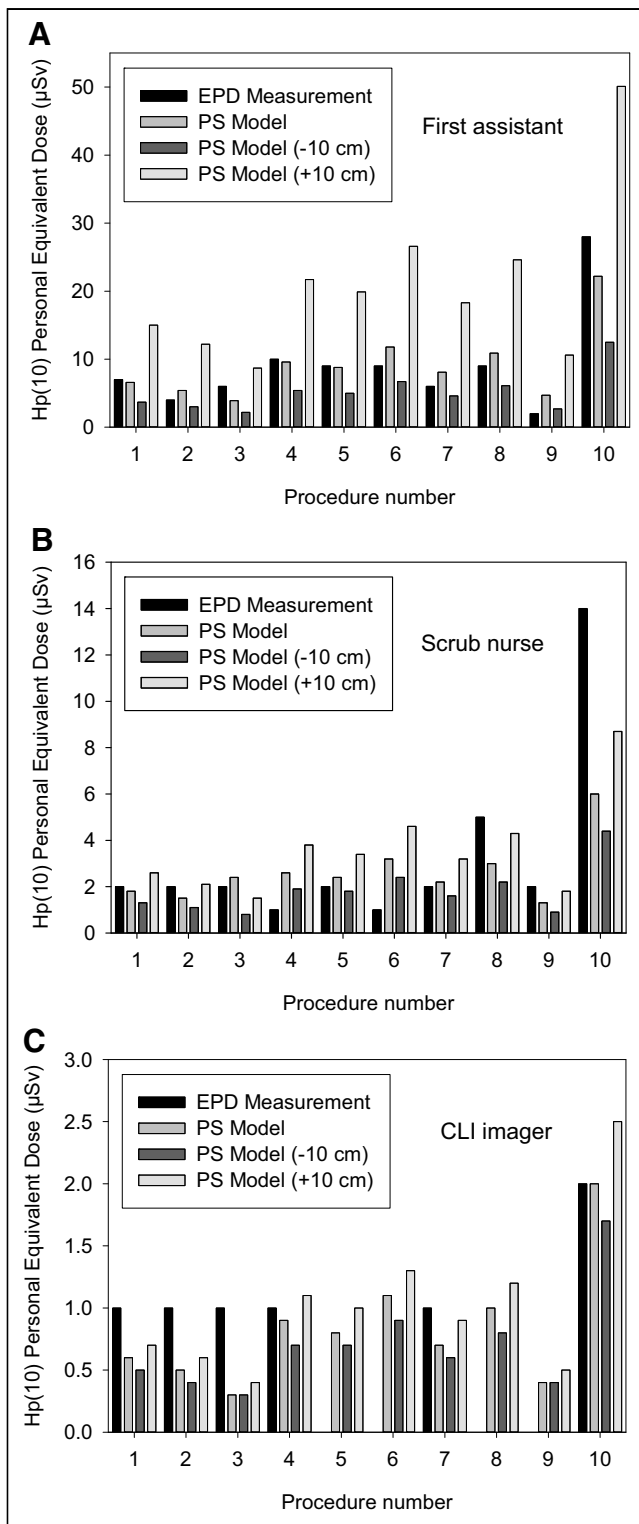 A
Hp(10) Personal Equivalent Dose (µSv)
50
40
30
20
10
0
EPD Measurement
PS Model
PS Model (-10 cm)
PS Model (+10 cm)
First assistant
1 2 3 4 5 6 7 8 9 10
Procedure number
B
Hp(10) Personal Equivalent Dose (µSv)
16
14
12
10
8
6
4
2
0
EPD Measurement
PS Model
PS Model (-10 cm)
PS Model (+10 cm)
Scrub nurse
1 2 3 4 5 6 7 8 9 10
Procedure number
C
Hp(10) Personal Equivalent Dose (µSv)
3.0
2.5
2.0
1.5
1.0
0.5
0.0
EPD Measurement
PS Model
PS Model (-10 cm)
PS Model (+10 cm)
CLI imager
1 2 3 4 5 6 7 8 9 10
Procedure number